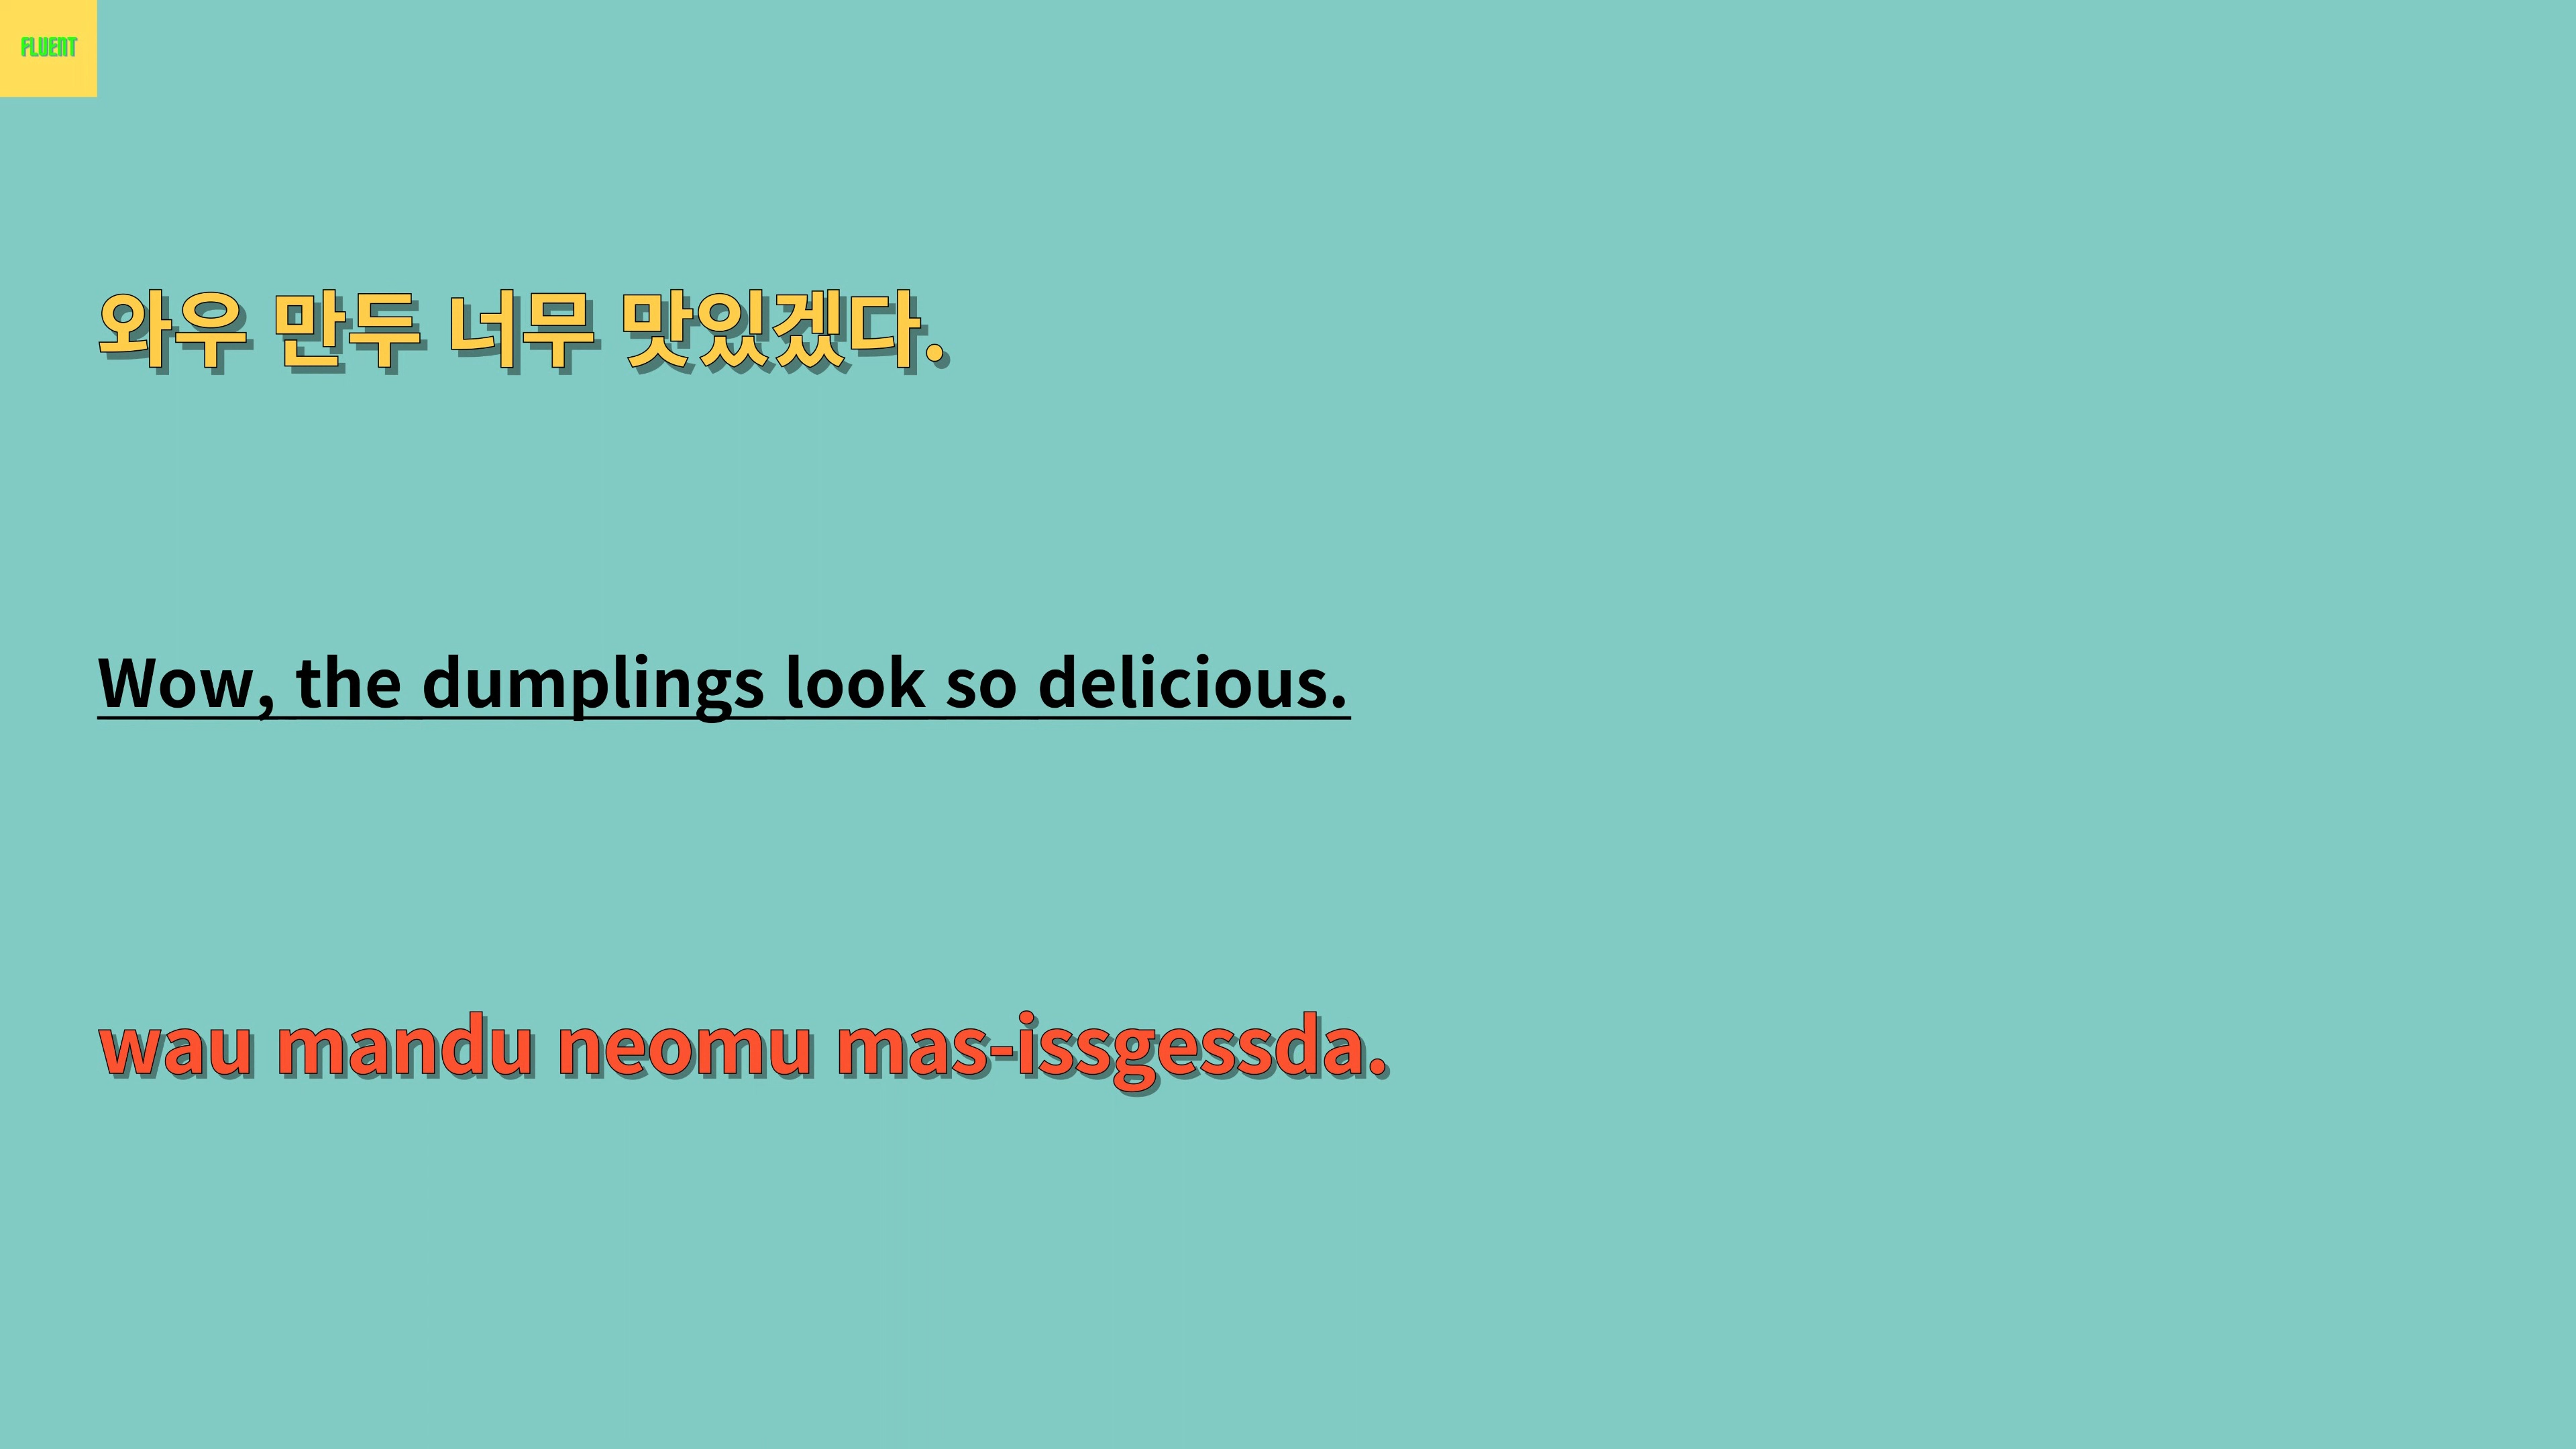 FLUENT
와우 만두 너무 맛있겠다.
Wow, the dumplings look so delicious.
wau mandu neomu mas-issgessda.